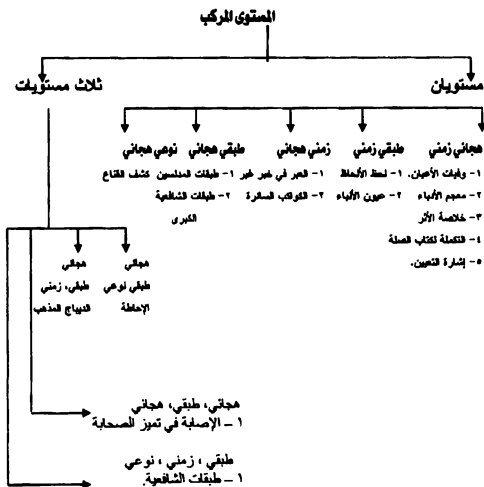 المستوى المركب
مستويان
ثلاث مستويات
هجائي زمني
١- وفيات الأعيان.
٢- معجم الأدباء
٣- خلاصة الأثر
٤- التكملة لكتاب الصلة
٥- إشارة التعيين.
طبقي زمني
١- لحظ الألحاظ
٢- عيون الأنباء
زمني هجائي
١- العبر في خبر غبر
٢- الكواكب السائرة
طبقي هجائي
١- طبقات المدلسين
٢- طبقات الشافعية
الكبرى
نوعي هجائي
كشف القناع
هجائي
طبقي نوعي
الإحاطة
هجائي
طبقي، زمني
الديباج المذهب
هجائي، طبقي، هجائي
١ _ الإصابة في تميز الصحابة
طبقي ، زمني ، نوعي
١ _ طبقات الشافعية.